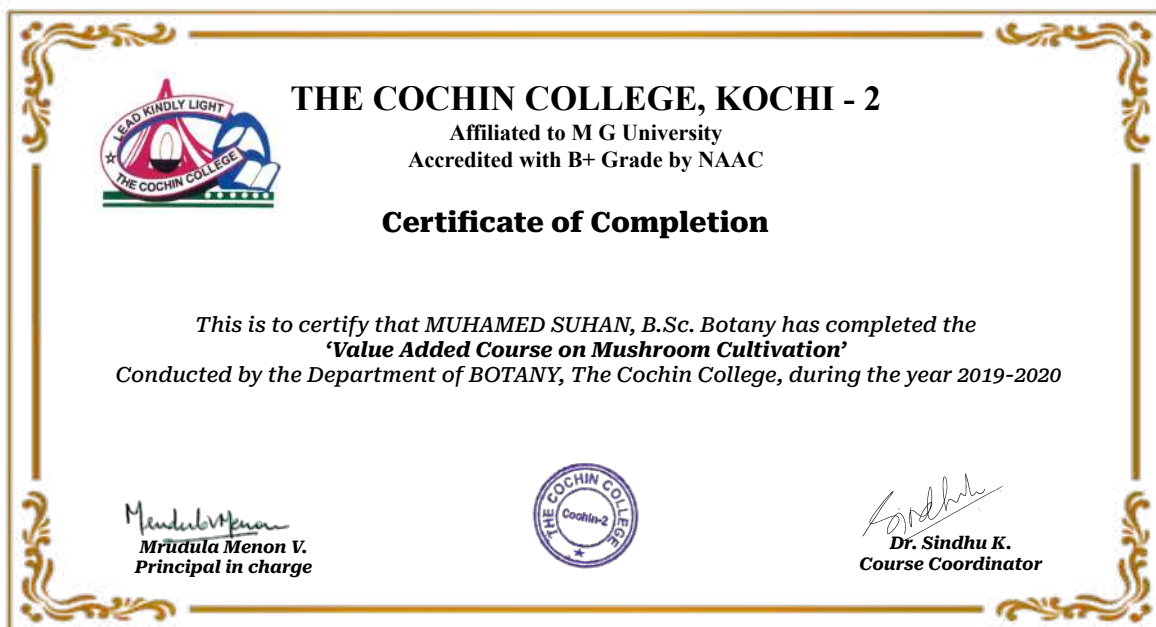 LEAD KINDLY LIGHT
THE COCHIN COLLEGE
THE COCHIN COLLEGE, KOCHI - 2
Affiliated to M G University
Accredited with B+ Grade by NAAC
Certificate of Completion
This is to certify that MUHAMED SUHAN, B.Sc. Botany has completed the
‘Value Added Course on Mushroom Cultivation’
Conducted by the Department of BOTANY, The Cochin College, during the year 2019-2020
Mrudula Menon V.
Principal in charge
THE COCHIN COLLEGE
Cochin-2
Sindhu
Dr. Sindhu K.
Course Coordinator